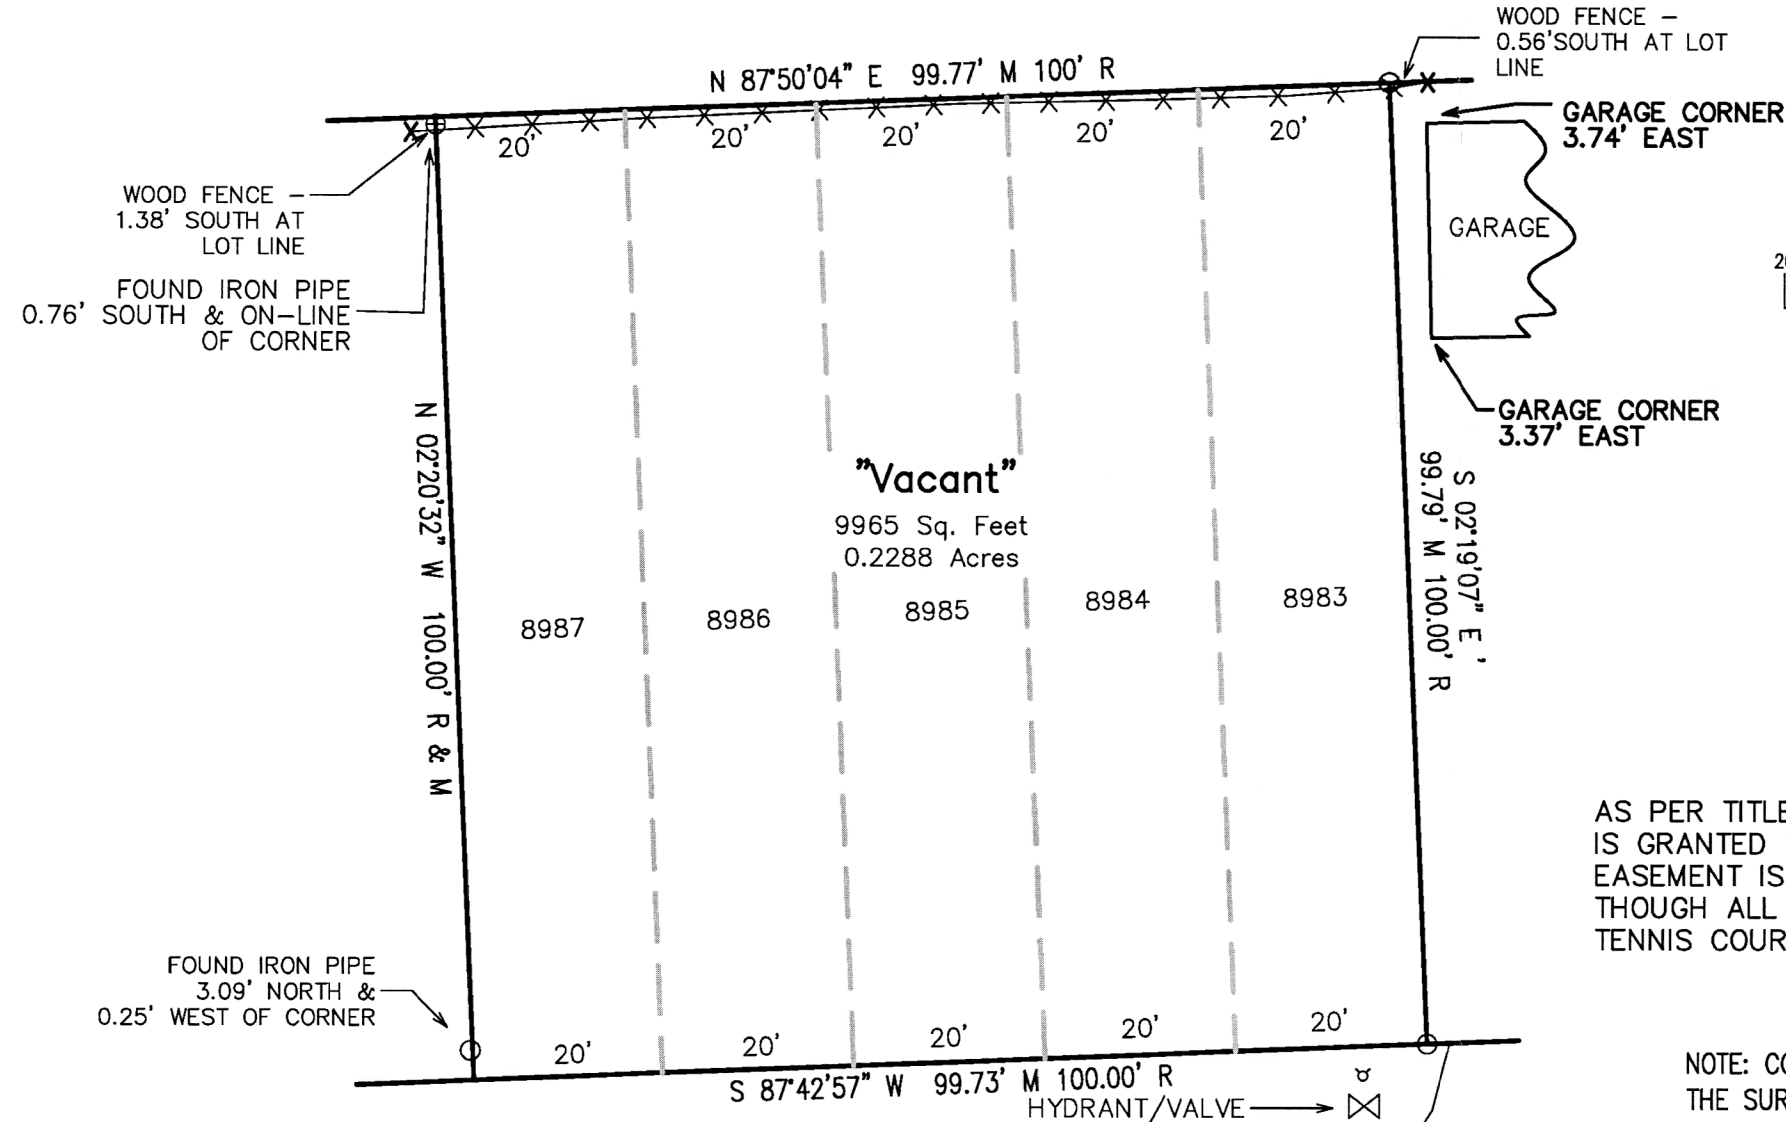 WOOD FENCE –
0.56'SOUTH AT LOT
LINE
N 87°50'04" E 99.77' M 100' R
GARAGE CORNER
3.74' EAST
20'
20'
20'
20'
20'
WOOD FENCE –
1.38' SOUTH AT
LOT LINE
GARAGE
FOUND IRON PIPE
0.76' SOUTH & ON–LINE
OF CORNER
GARAGE CORNER
3.37' EAST
N 02°20'32" W 100.00' R & M
"Vacant"
9965 Sq. Feet
0.2288 Acres
S 02°19'07" E '
99.79' M 100.00' R
8987
8986
8985
8984
8983
AS PER TITLE
IS GRANTED
EASEMENT IS
THOUGH ALL
TENNIS COUR
FOUND IRON PIPE
3.09' NORTH &
0.25' WEST OF CORNER
20'
20'
20'
20'
20'
S 87°42'57" W 99.73' M 100.00' R
HYDRANT/VALVE
NOTE: CO
THE SUR